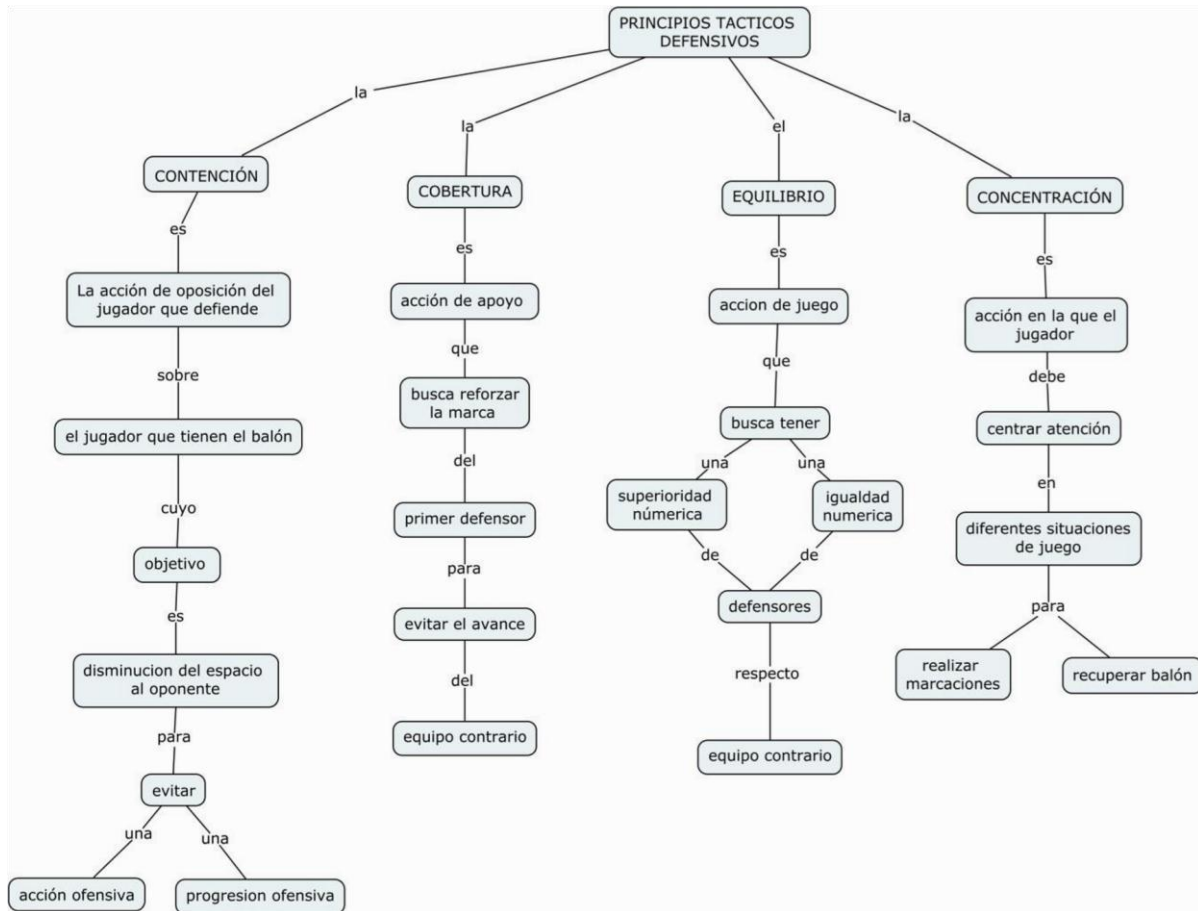 PRINCIPIOS TACTICOS
DEFENSIVOS
la
CONTENCIÓN
es
La acción de oposición del
jugador que defiende
sobre
el jugador que tienen el balón
cuyo
objetivo
es
disminucion del espacio
al oponente
para
evitar
una
una
acción ofensiva
progresion ofensiva
la
COBERTURA
es
acción de apoyo
que
busca reforzar
la marca
del
primer defensor
para
evitar el avance
del
equipo contrario
el
EQUILIBRIO
es
accion de juego
que
busca tener
una
una
superioridad
númerica
igualdad
numerica
de
de
defensores
respecto
equipo contrario
la
CONCENTRACIÓN
es
acción en la que el
jugador
debe
centrar atención
en
diferentes situaciones
de juego
para
realizar
marcaciones
recuperar balón